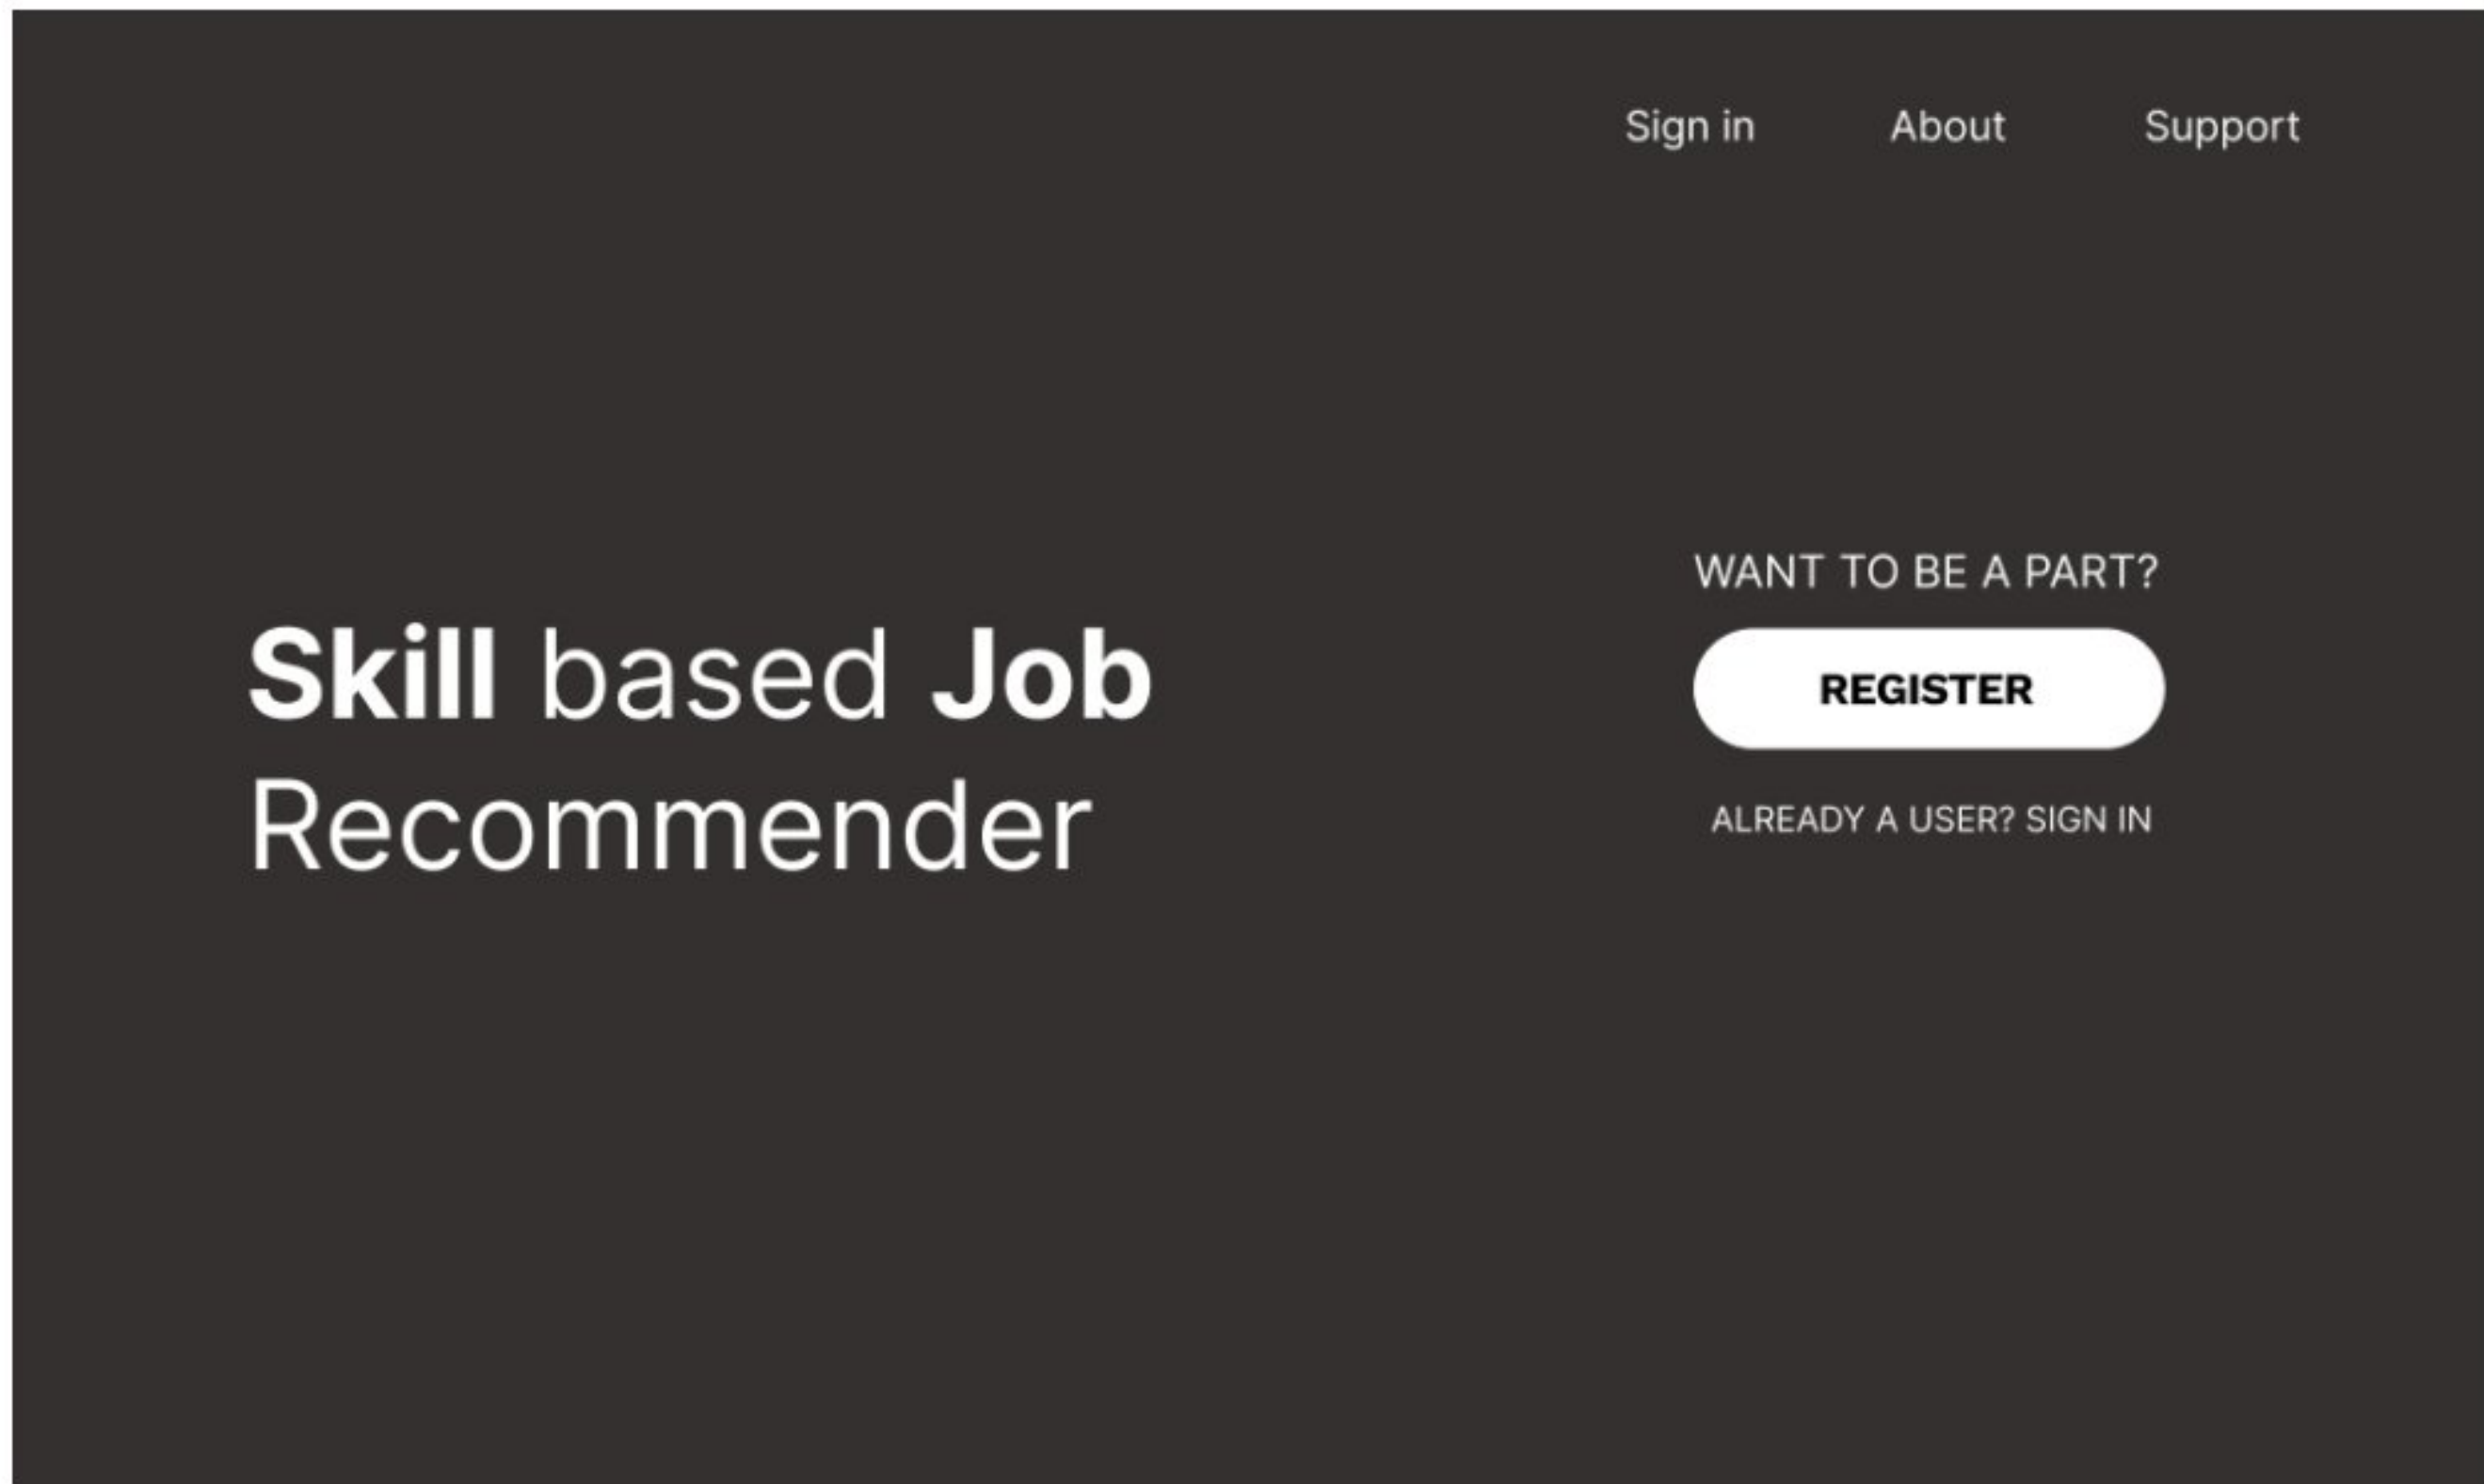 Sign in About Support
WANT TO BE A PART?
Skill based Job
Recommender
REGISTER
ALREADY A USER? SIGN IN